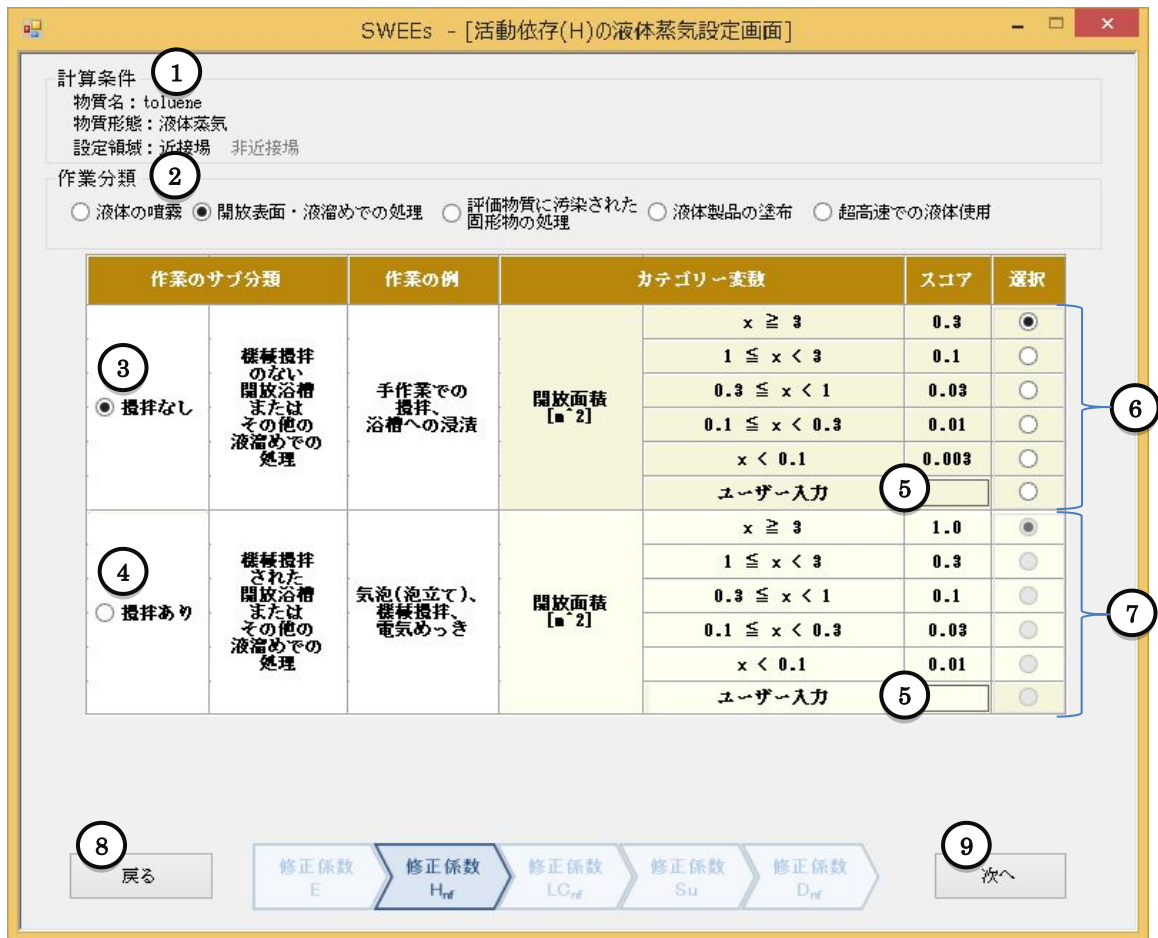 SWEEs - [活動依存(H)の液体蒸気設定画面]
計算条件 1
物質名：toluene
物質形態：液体蒸気
設定領域：近接場 非近接場
作業分類 2
液体の噴霧 開放表面・液溜めでの処理 評価物質に汚染された
固形物の処理 液体製品の塗布 超高速での液体使用
作業のサブ分類 作業の例 カテゴリー変数 スコア 選択
3
攪拌なし
機械攪拌
のない
開放浴槽
または
その他の
液溜めでの
処理
手作業での
攪拌、
浴槽への浸漬
開放面積
[m^2]
x ≧ 3 0.3
1 ≦ x < 3 0.1
0.3 ≦ x < 1 0.03
0.1 ≦ x < 0.3 0.01
x < 0.1 0.003
ユーザー入力 5
6
4
攪拌あり
機械攪拌
された
開放浴槽
または
その他の
液溜めでの
処理
気泡(泡立て)、
機械攪拌、
電気めっき
開放面積
[m^2]
x ≧ 3 1.0
1 ≦ x < 3 0.3
0.3 ≦ x < 1 0.1
0.1 ≦ x < 0.3 0.03
x < 0.1 0.01
ユーザー入力 5
7
8
戻る
修正係数
E
修正係数
Hnf
修正係数
LCnf
修正係数
Su
修正係数
Dnf
9
次へ